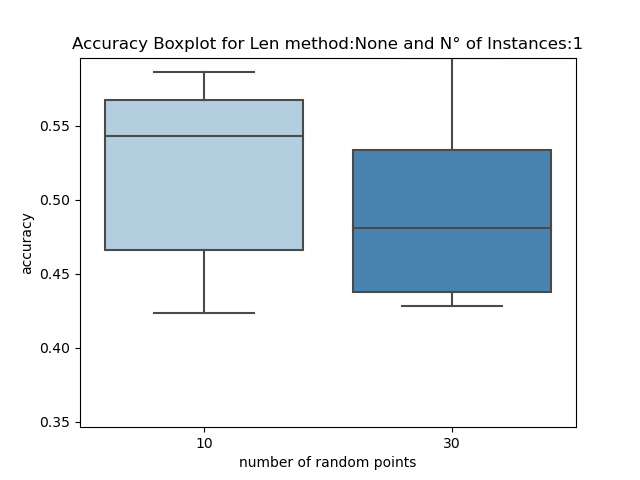 Accuracy Boxplot for Len method:None and N° of Instances:1
0.55
0.50
0.45
0.40
0.35
accuracy
10
30
number of random points